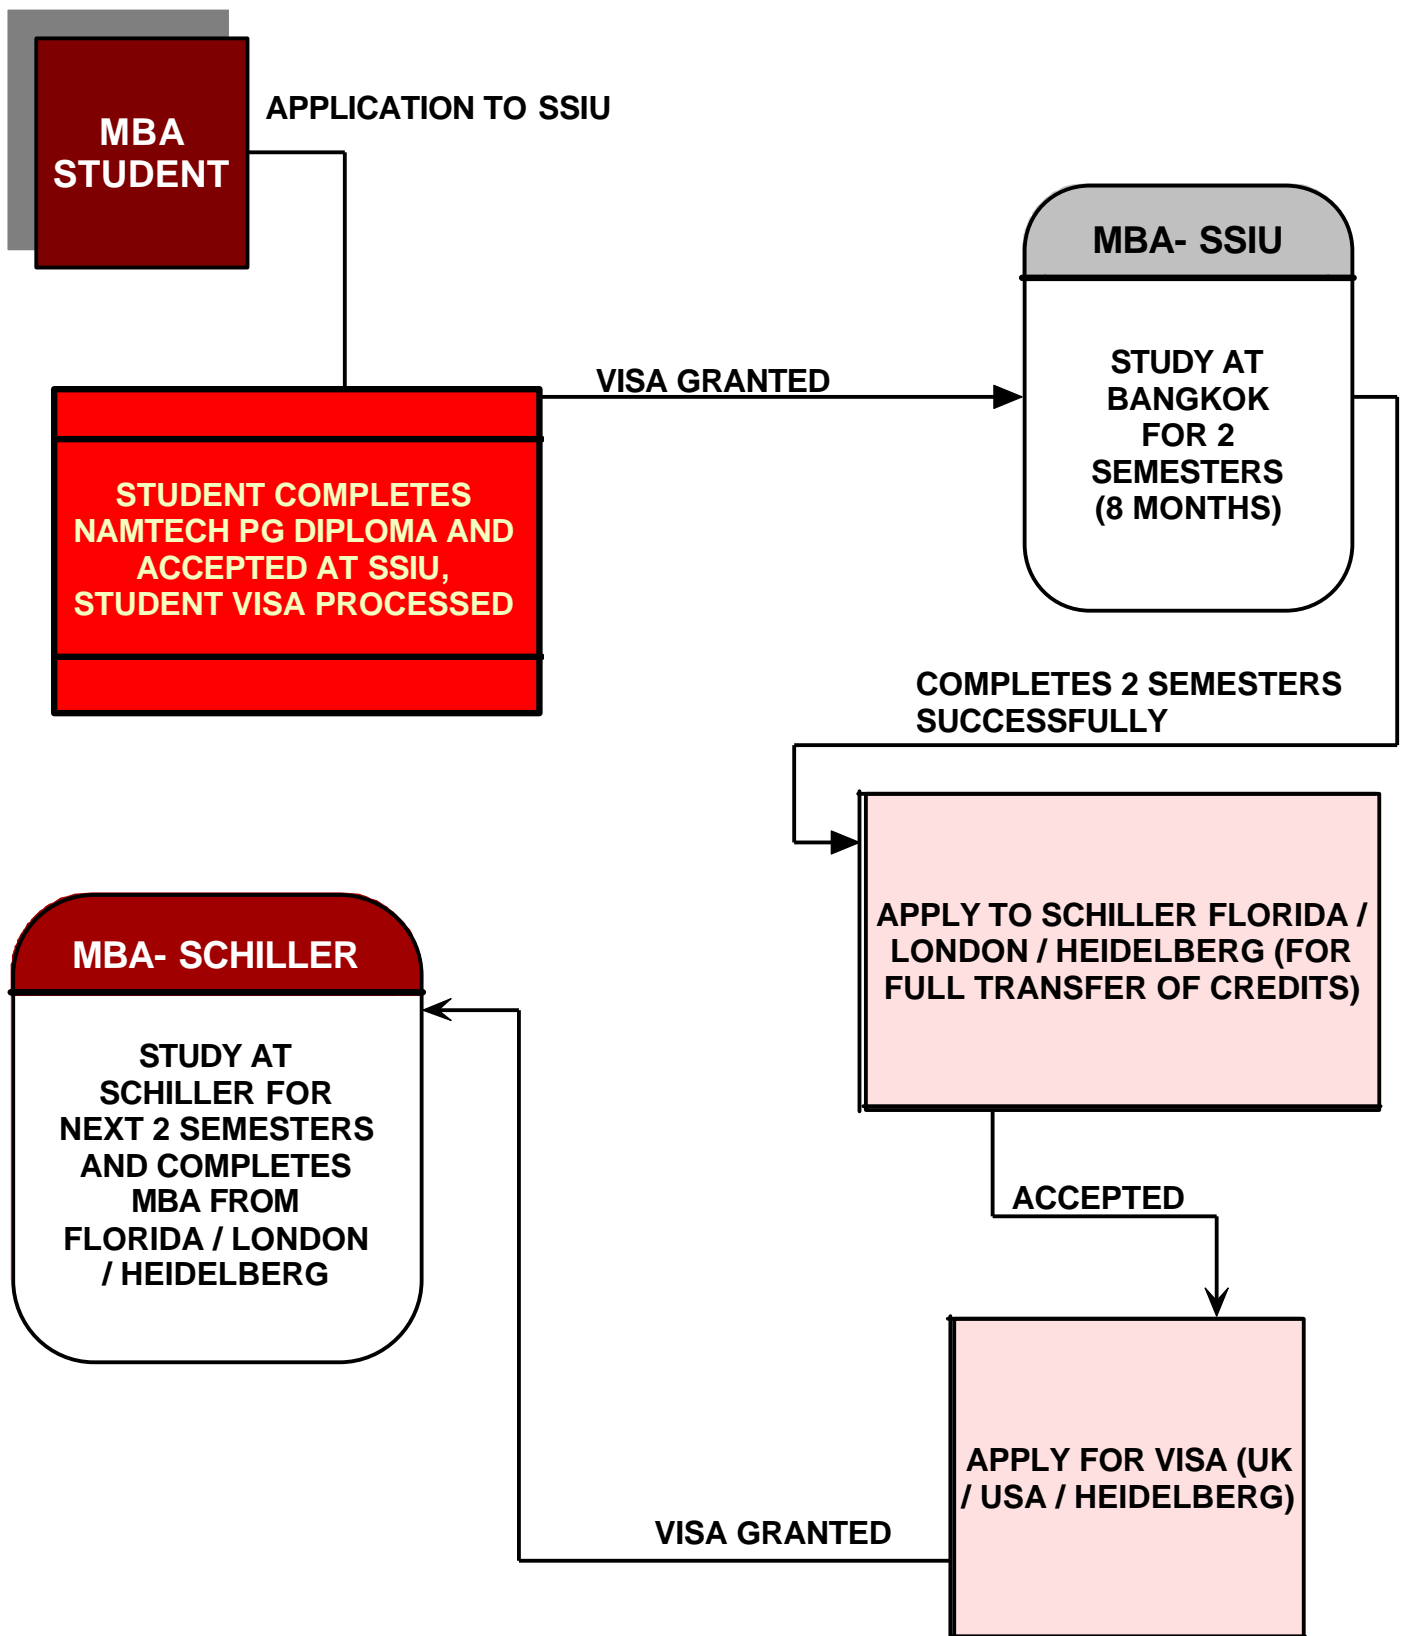 MBA
STUDENT
APPLICATION TO SSIU
STUDENT COMPLETES
NAMTECH PG DIPLOMA AND
ACCEPTED AT SSIU,
STUDENT VISA PROCESSED
VISA GRANTED
MBA- SSIU
STUDY AT
BANGKOK
FOR 2
SEMESTERS
(8 MONTHS)
COMPLETES 2 SEMESTERS
SUCCESSFULLY
APPLY TO SCHILLER FLORIDA /
LONDON / HEIDELBERG (FOR
FULL TRANSFER OF CREDITS)
ACCEPTED
APPLY FOR VISA (UK
/ USA / HEIDELBERG)
VISA GRANTED
MBA- SCHILLER
STUDY AT
SCHILLER FOR
NEXT 2 SEMESTERS
AND COMPLETES
MBA FROM
FLORIDA / LONDON
/ HEIDELBERG